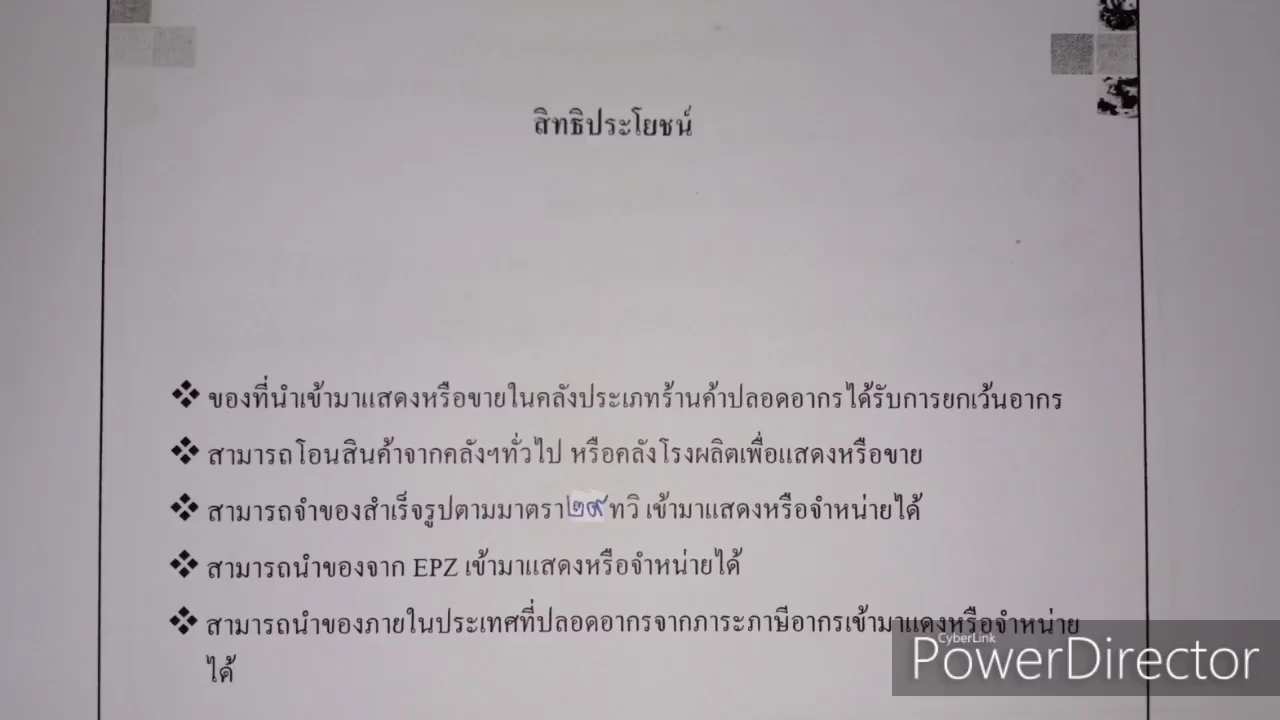 สิทธิประโยชน์
❖ ของที่นำเข้ามาแสดงหรือขายในคลังประเภทร้านค้าปลอดอากรได้รับการยกเว้นอากร
❖ สามารถโอนสินค้าจากคลังฯทั่วไป หรือคลังโรงผลิตเพื่อแสดงหรือขาย
❖ สามารถจำของสำเร็จรูปตามมาตรา๒๙ ทวิ เข้ามาแสดงหรือจำหน่ายได้
❖ สามารถนำของจาก EPZ เข้ามาแสดงหรือจำหน่ายได้
❖ สามารถนำของภายในประเทศที่ปลอดอากรจากภาระภาษีอากรเข้ามาแดงหรือจำหน่าย
ได้
CyberLink
PowerDirector